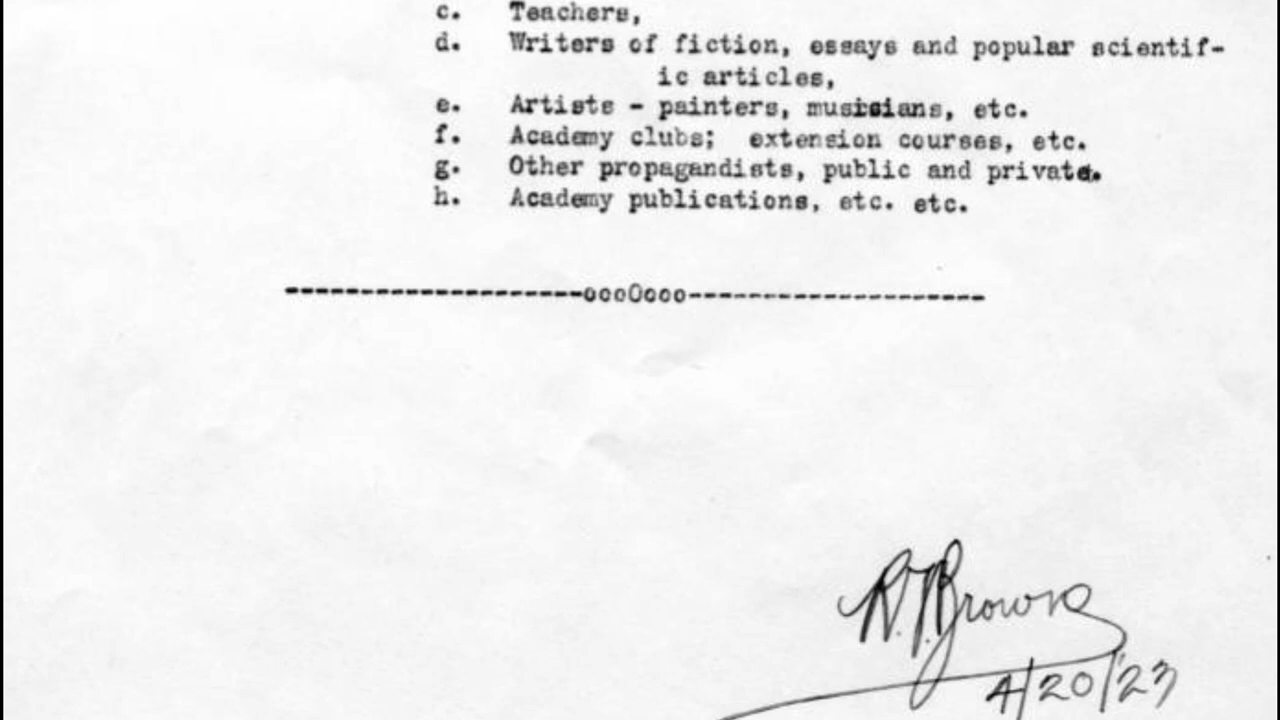 c. Teachers,
d. Writers of fiction, essays and popular scientif-
ic articles,
e. Artists - painters, musicians, etc.
f. Academy clubs; extension courses, etc.
g. Other propagandists, public and private.
h. Academy publications, etc. etc.
--------------------oooOooo--------------------
R.J.Brown
4/20/'23